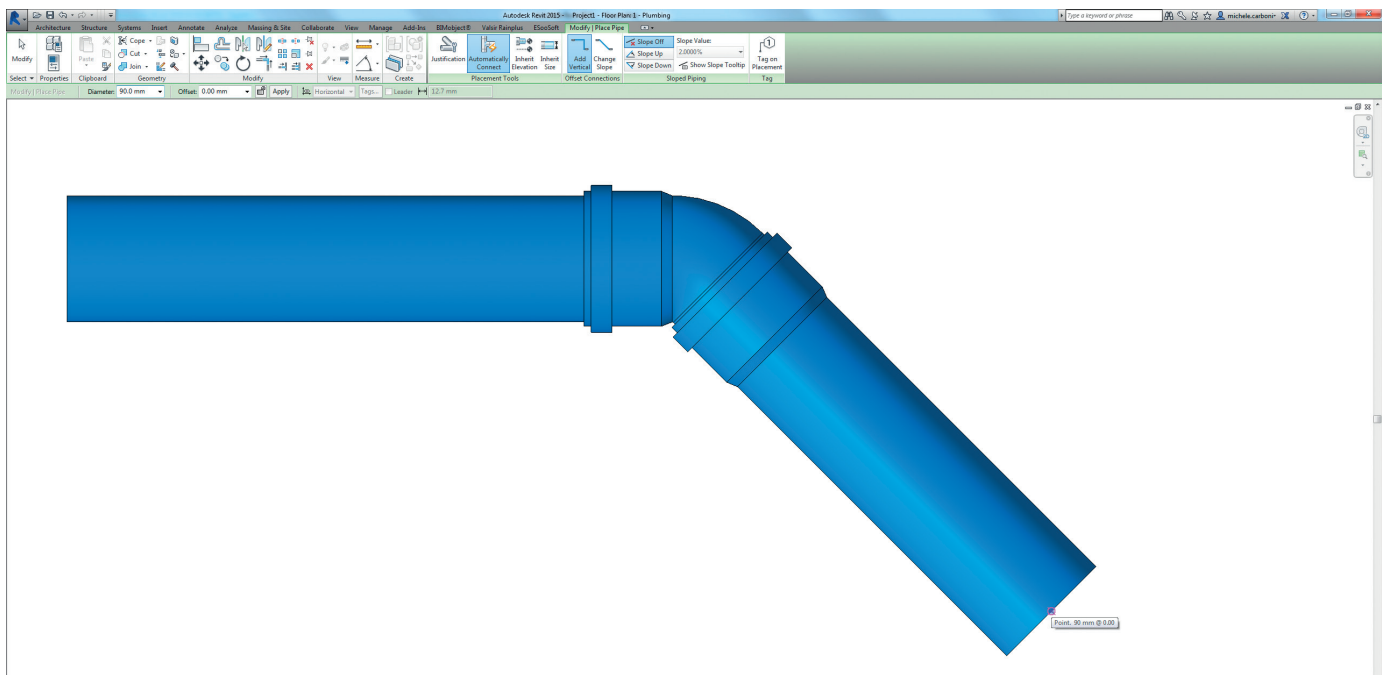 Autodesk Revit 2015 - Project1 - Floor Plan: 1 - Plumbing
Type a keyword or phrase
michele.carboni
Architecture Structure Systems Insert Annotate Analyze Massing & Site Collaborate View Manage Add-Ins BIMobject® Valsir Rainplus ESooSoft Modify | Place Pipe
Modify
Paste
Cope
Cut
Join
Justification
Automatically Connect
Inherit Elevation
Inherit Size
Add Vertical
Change Slope
Slope Off
Slope Up
Slope Down
Slope Value:
2.0000%
Show Slope Tooltip
Tag on Placement
Select Properties Clipboard Geometry Modify View Measure Create Placement Tools Offset Connections Sloped Piping Tag
Modify | Place Pipe Diameter: 90.0 mm Offset: 0.00 mm Apply Horizontal Tags... Leader 12.7 mm
Point, 90 mm @ 0.00